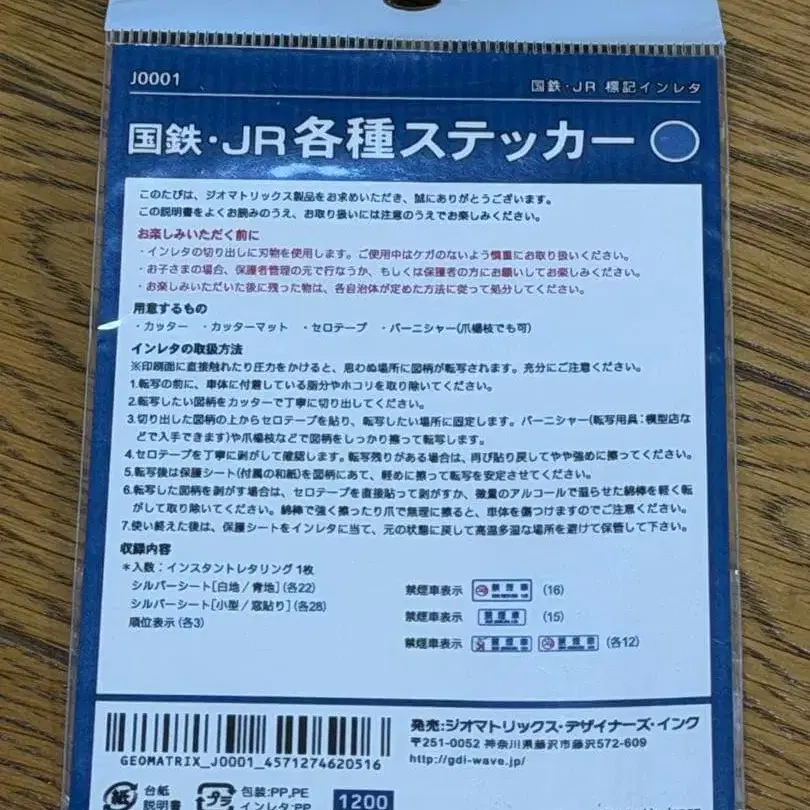 J0001
国鉄・JR 標記インレタ
国鉄・JR 各種ステッカー
このたびは、ジオマトリックス製品をお求めいただき、誠にありがとうございます。
この説明書をよくお読みのうえ、お取り扱いには注意のうえでお楽しみください。
お楽しみいただく前に
・インレタの切り出しに刃物を使用します。ご使用中はケガのないよう慎重にお取り扱いください。
・お子さまの場合、保護者管理の元で行なうか、もしくは保護者の方にお願いしてお楽しみください。
・お楽しみいただいた後に残った物は、各自治体が定めた方法に従って処分してください。
用意するもの
・カッター ・カッターマット ・セロテープ ・バーニシャー(爪楊枝でも可)
インレタの取扱方法
※印刷面に直接触れたり圧力をかけると、思わぬ場所に図柄が転写されます。充分にご注意ください。
1.転写の前に、車体に付着している脂分やホコリを取り除いてください。
2.転写したい図柄をカッターで丁寧に切り出してください。
3.切り出した図柄の上からセロテープを貼り、転写したい場所に固定します。バーニシャー(転写用具：模型店な
どで入手できます)や爪楊枝などで図柄をしっかり擦って転写します。
4.セロテープを丁寧に剥がして確認します。転写残りがある場合は、再び貼り戻してやや強めに擦ってください。
5.転写後は保護シート(付属の和紙)を図柄にあて、軽めに擦って転写を安定させてください。
6.転写した図柄を剥がす場合は、セロテープを直接貼って剥がすか、微量のアルコールで湿らせた綿棒を軽く転
がして取り除いてください。綿棒で強く擦ったり爪で無理に擦ると、車体を傷つけますのでご注意ください。
7.使い終えた後は、保護シートをインレタに当て、元の状態に戻して高温多湿な場所を避けて保管して下さい。
収録内容
*入数：インスタントレタリング 1枚
シルバーシート[白地／青地](各22)
シルバーシート[小型／窓貼り](各28)
順位表示(各3)
禁煙車表示 禁煙車 (16)
禁煙車表示 禁煙車 (15)
禁煙車表示 禁煙車 禁煙車 (各12)
GEOMATRIX_J0001_4571274620516
発売：ジオマトリックス・デザイナーズ・インク
〒251-0052 神奈川県藤沢市藤沢572-609
http://gdi-wave.jp/
紙 台紙
説明書
プラ 包装：PP,PE
インレタ：PP
1200